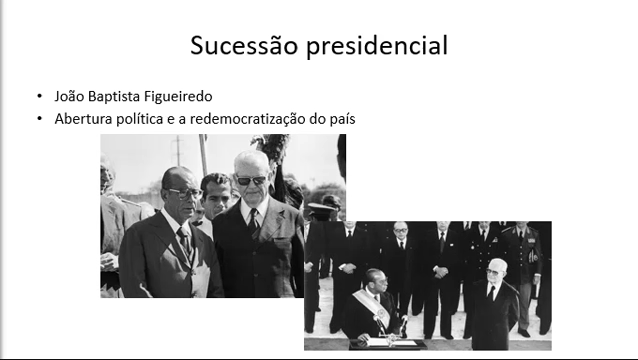 Sucessão presidencial
• João Baptista Figueiredo
• Abertura política e a redemocratização do país